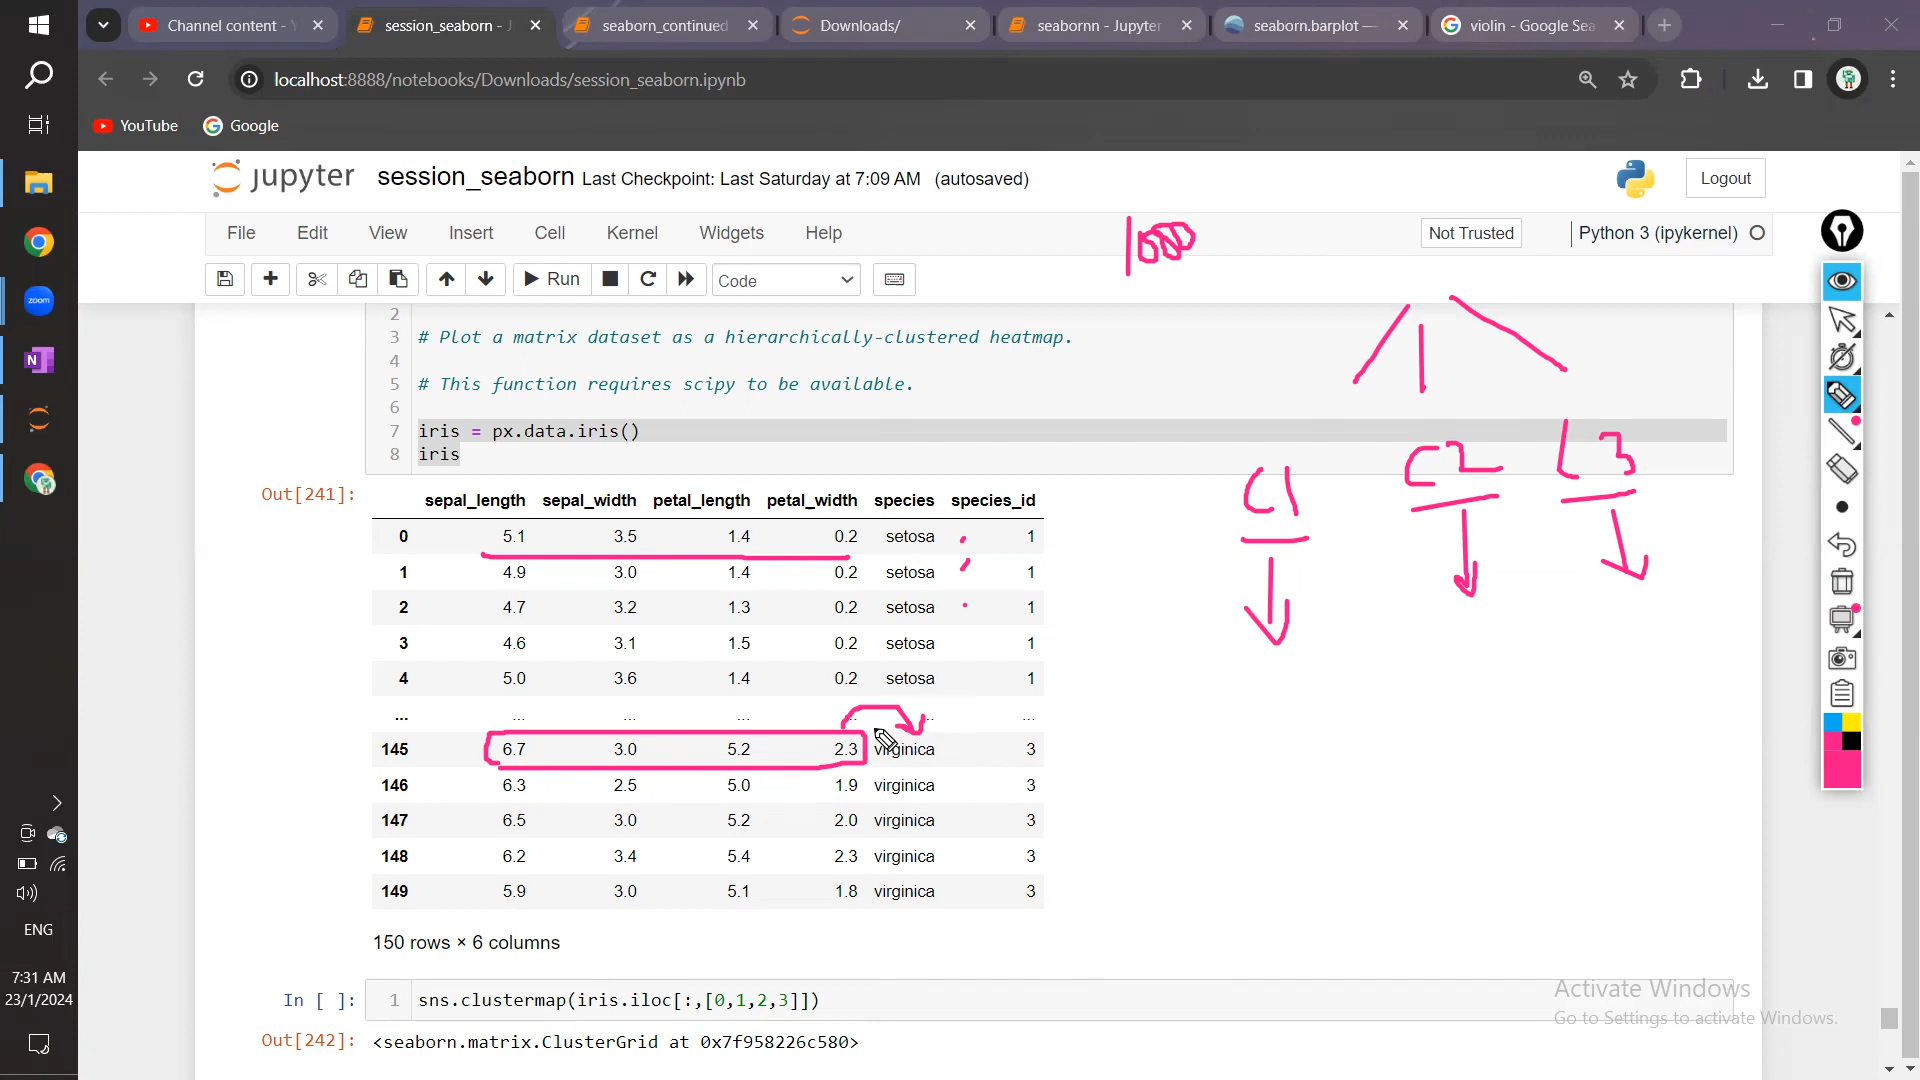 Channel content - Y
session_seaborn - J
seaborn_continued
Downloads/
seabornn - Jupyter
seaborn.barplot —
violin - Google Sea
localhost:8888/notebooks/Downloads/session_seaborn.ipynb
YouTube
Google
jupyter session_seaborn Last Checkpoint: Last Saturday at 7:09 AM (autosaved)
Logout
File Edit View Insert Cell Kernel Widgets Help
1000
Not Trusted
Python 3 (ipykernel)
Run
Code
zoom
N
2
3 # Plot a matrix dataset as a hierarchically-clustered heatmap.
4
5 # This function requires scipy to be available.
6
7 iris = px.data.iris()
8 iris
C1
C2
C3
Out[241]:
sepal_length sepal_width petal_length petal_width species species_id
0 5.1 3.5 1.4 0.2 setosa 1
1 4.9 3.0 1.4 0.2 setosa 1
2 4.7 3.2 1.3 0.2 setosa 1
3 4.6 3.1 1.5 0.2 setosa 1
4 5.0 3.6 1.4 0.2 setosa 1
... ... ... ... ... ... ...
145 6.7 3.0 5.2 2.3 virginica 3
146 6.3 2.5 5.0 1.9 virginica 3
147 6.5 3.0 5.2 2.0 virginica 3
148 6.2 3.4 5.4 2.3 virginica 3
149 5.9 3.0 5.1 1.8 virginica 3
150 rows × 6 columns
In [ ]: 1 sns.clustermap(iris.iloc[:,[0,1,2,3]])
Out[242]: <seaborn.matrix.ClusterGrid at 0x7f958226c580>
ENG
7:31 AM
23/1/2024
Activate Windows
Go to Settings to activate Windows.